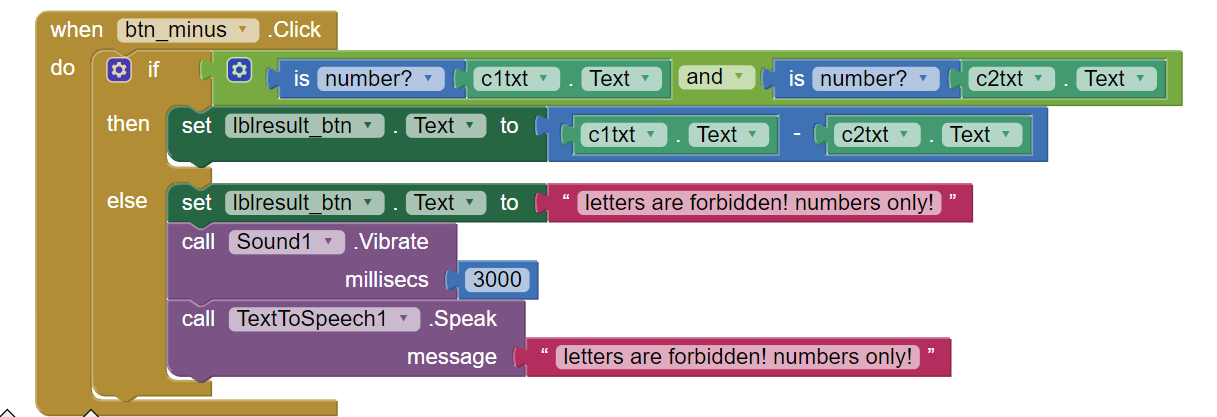 when btn_minus .Click
do if is number? c1txt . Text and is number? c2txt . Text
then set lblresult_btn . Text to c1txt . Text - c2txt . Text
else set lblresult_btn . Text to “ letters are forbidden! numbers only! ”
call Sound1 .Vibrate
millisecs 3000
call TextToSpeech1 .Speak
message “ letters are forbidden! numbers only! ”